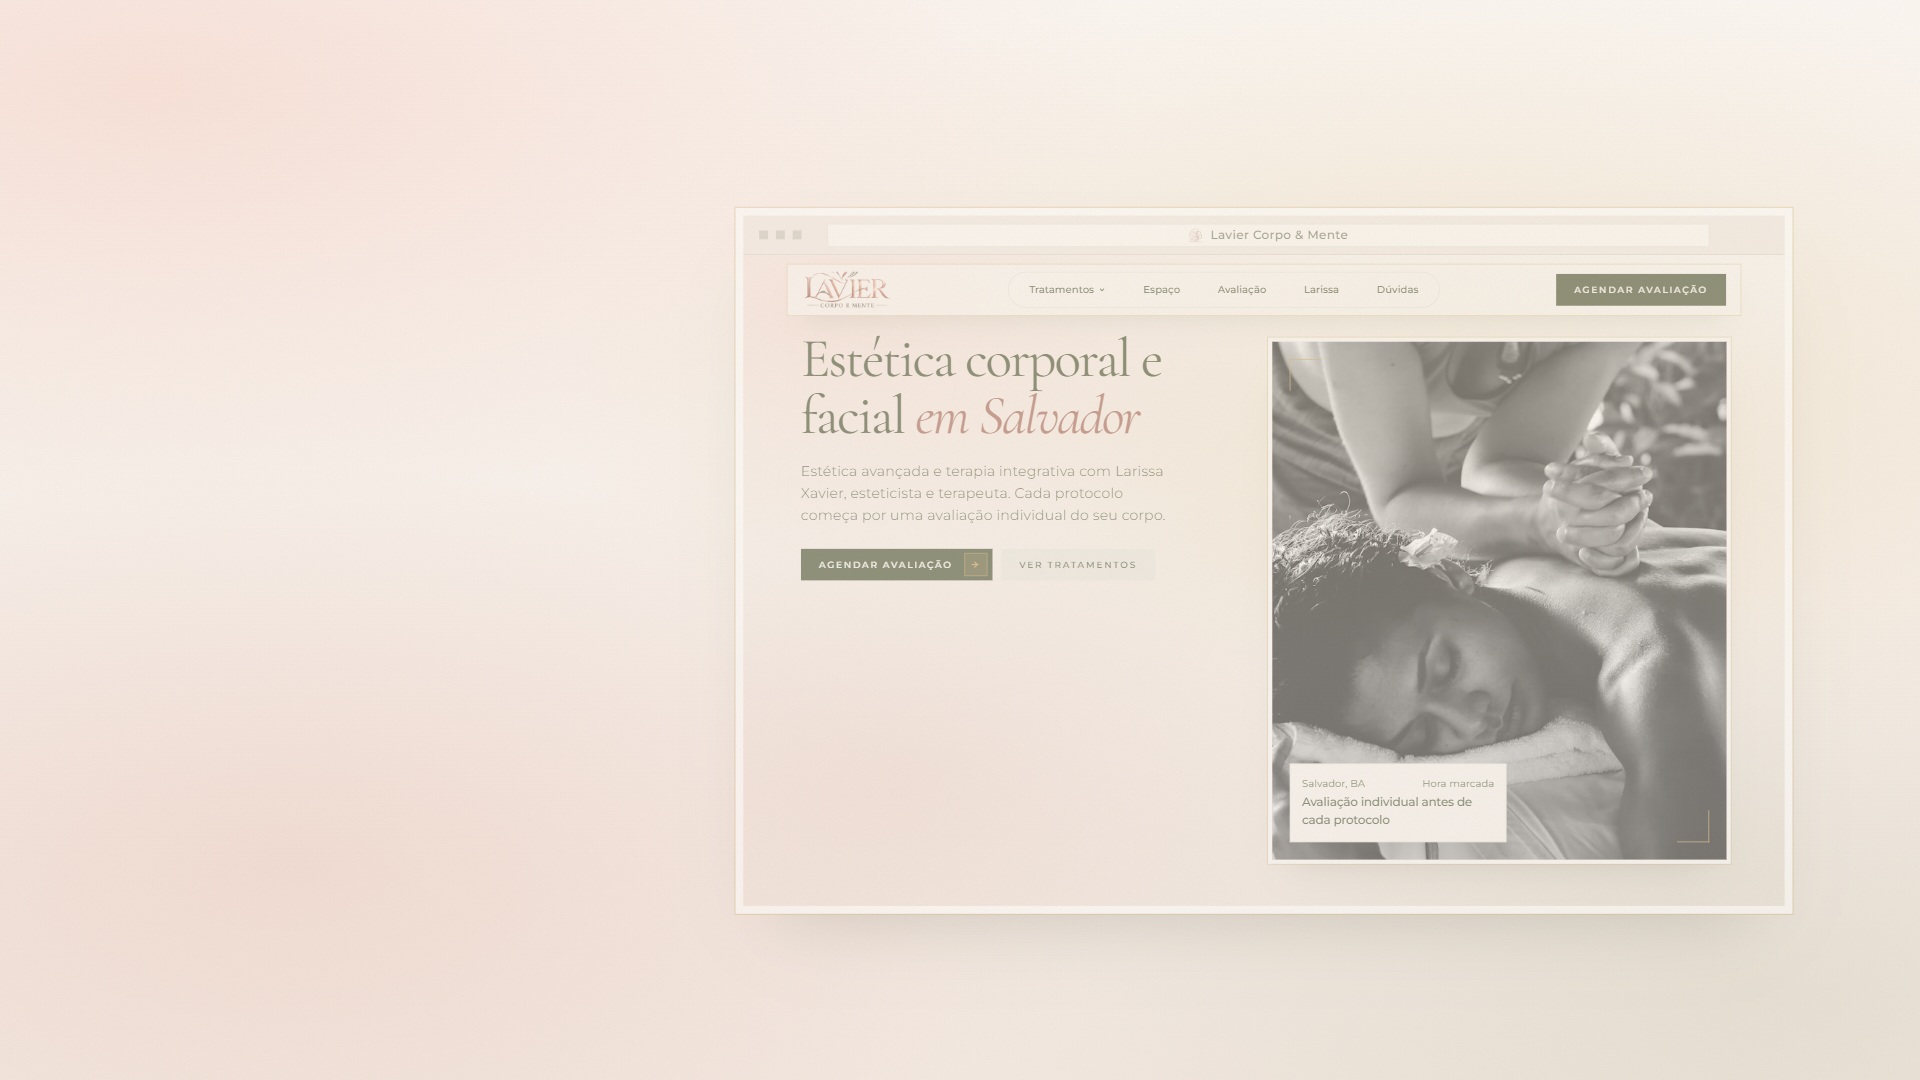 Lavier Corpo & Mente
LAVIER
CORPO & MENTE
Tratamentos
Espaço
Avaliação
Larissa
Dúvidas
AGENDAR AVALIAÇÃO
Estética corporal e
facial em Salvador
Estética avançada e terapia integrativa com Larissa
Xavier, esteticista e terapeuta. Cada protocolo
começa por uma avaliação individual do seu corpo.
AGENDAR AVALIAÇÃO
VER TRATAMENTOS
Salvador, BA
Hora marcada
Avaliação individual antes de
cada protocolo